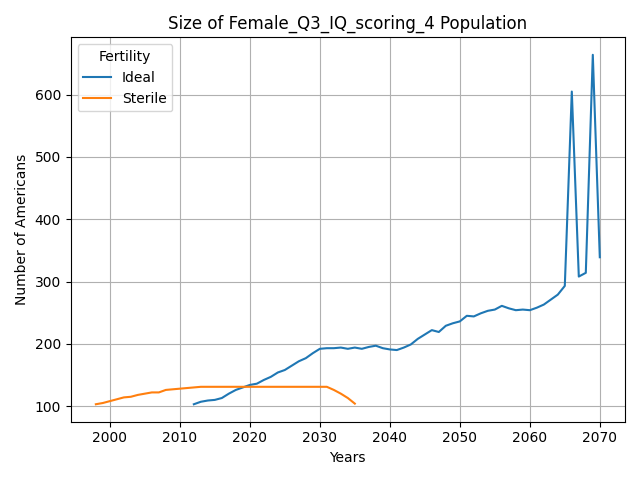 Size of Female_Q3_IQ_scoring_4 Population
Fertility
Ideal
Sterile
Number of Americans
600
500
400
300
200
100
2000 2010 2020 2030 2040 2050 2060 2070
Years